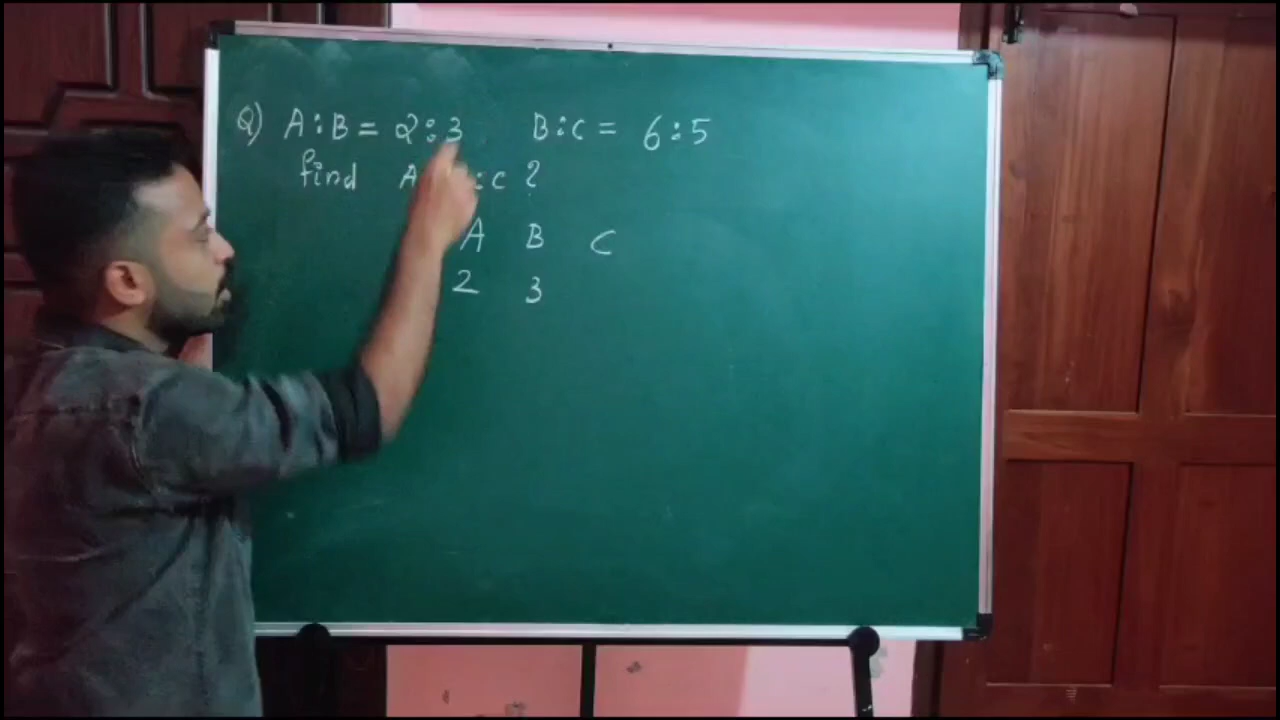 Q) A:B = 2:3 B:C = 6:5
find A :C ?
A B C
2 3